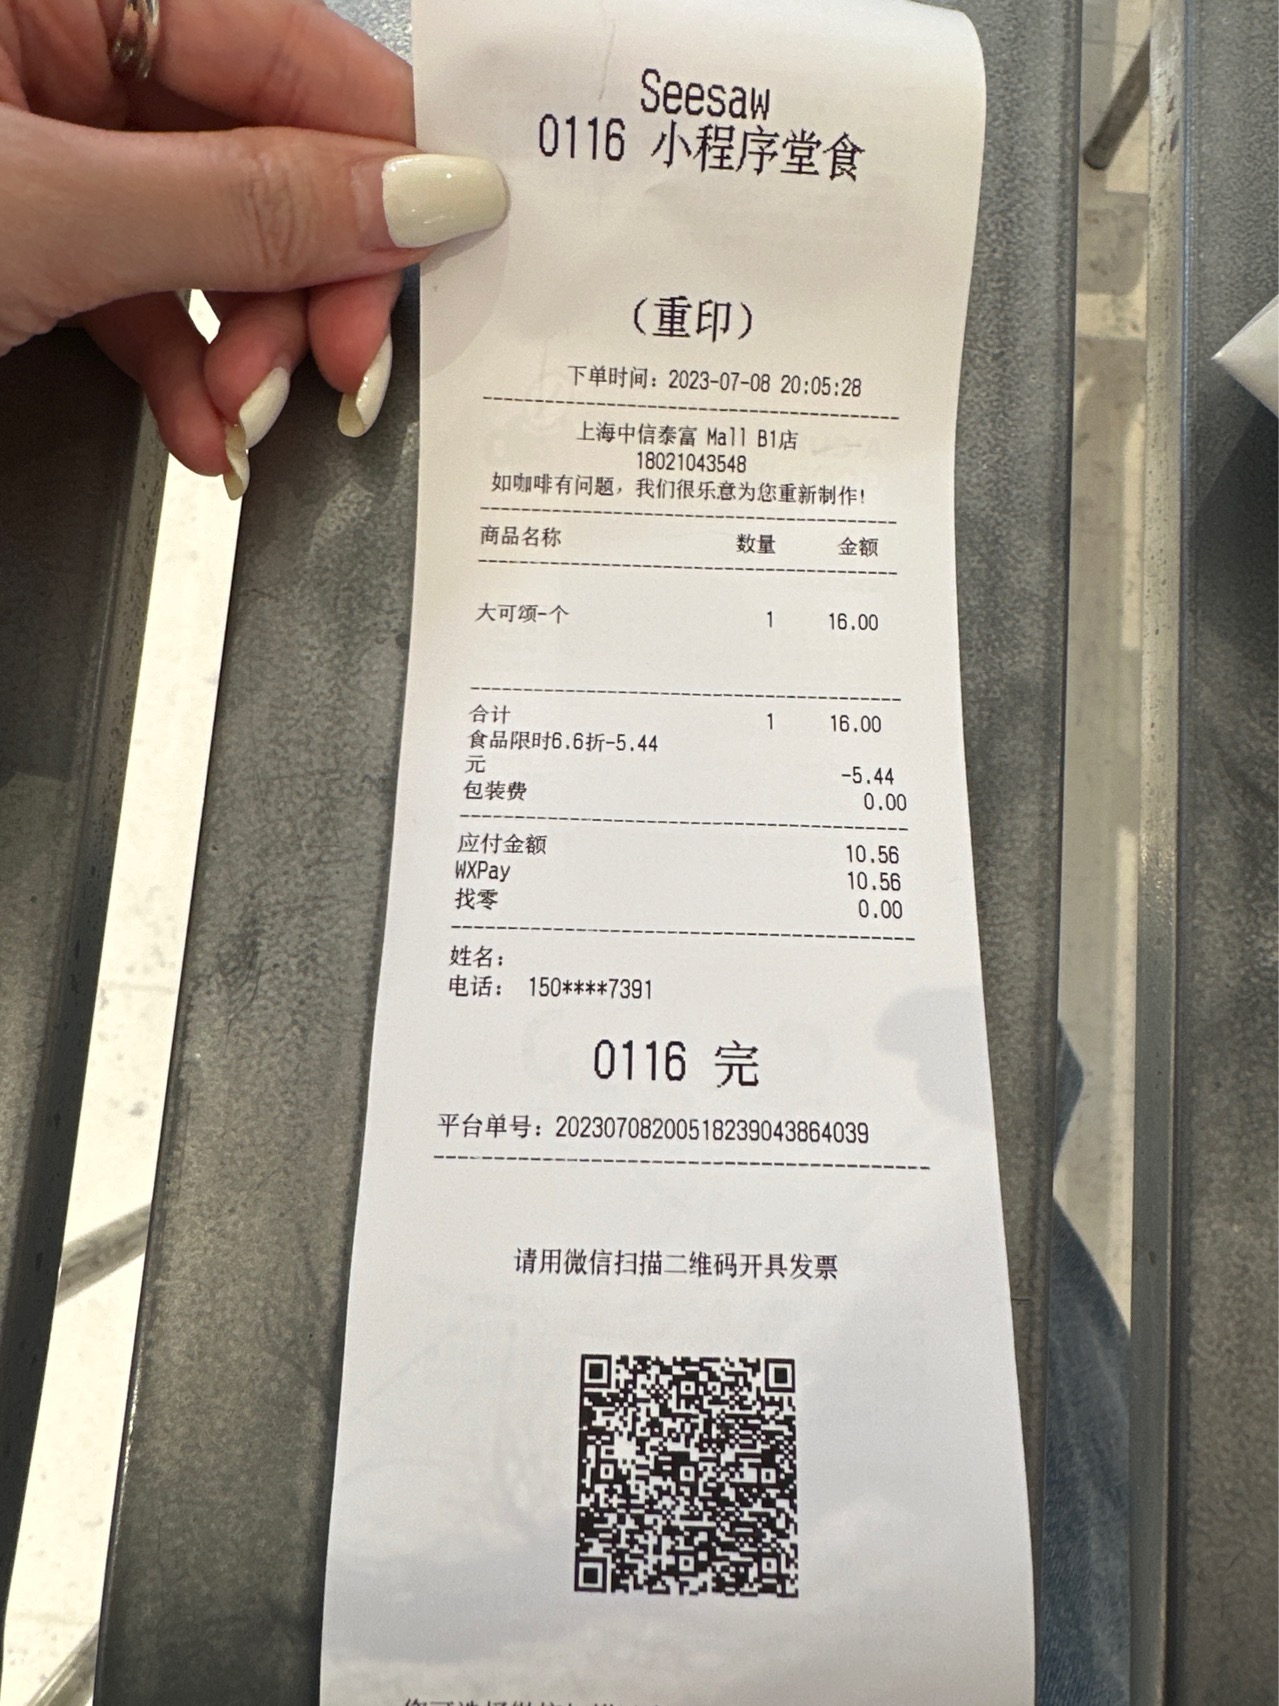 Seesaw
0116 小程序堂食
（重印）
下单时间：2023-07-08 20:05:28
上海中信泰富 Mall B1店
18021043548
如咖啡有问题，我们很乐意为您重新制作！
商品名称 数量 金额
大可颂-个 1 16.00
合计 1 16.00
食品限时6.6折-5.44
元 -5.44
包装费 0.00
应付金额 10.56
WXPay 10.56
找零 0.00
姓名：
电话： 150****7391
0116 完
平台单号：20230708200518239043864039
请用微信扫描二维码开具发票